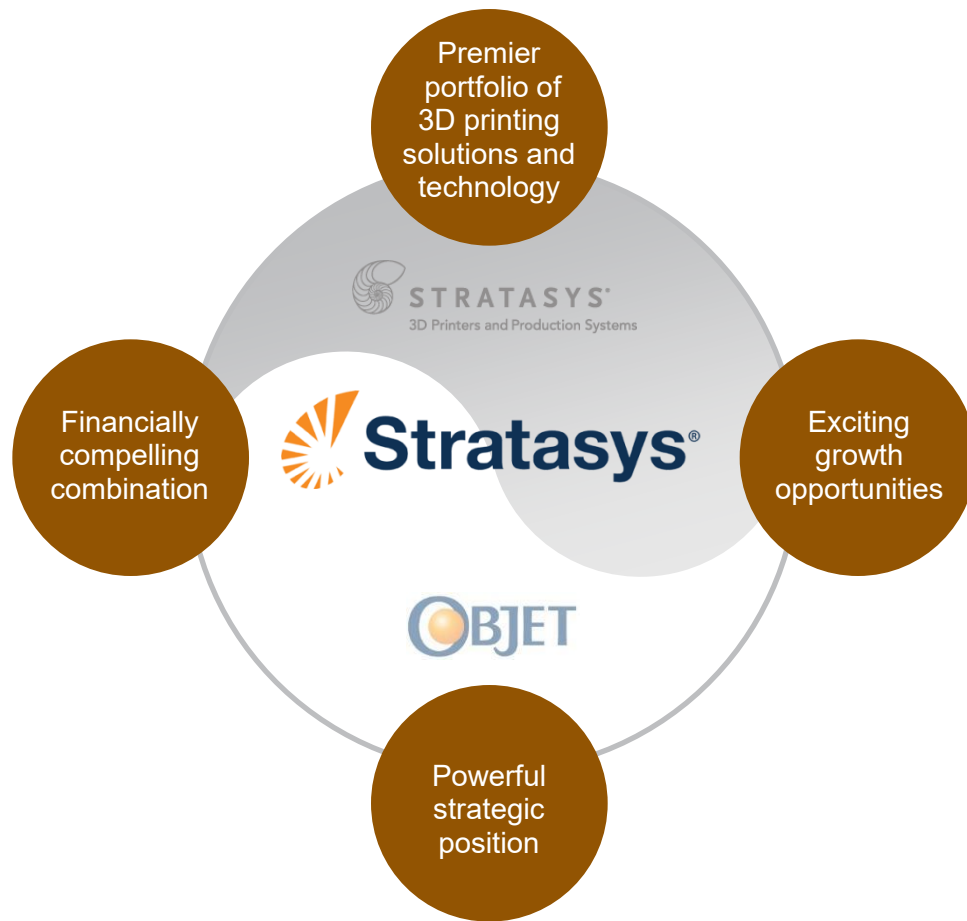 Premier
portfolio of
3D printing
solutions and
technology
STRATASYS®
3D Printers and Production Systems
Financially
compelling
combination
Stratasys®
Exciting
growth
opportunities
OBJET
Powerful
strategic
position